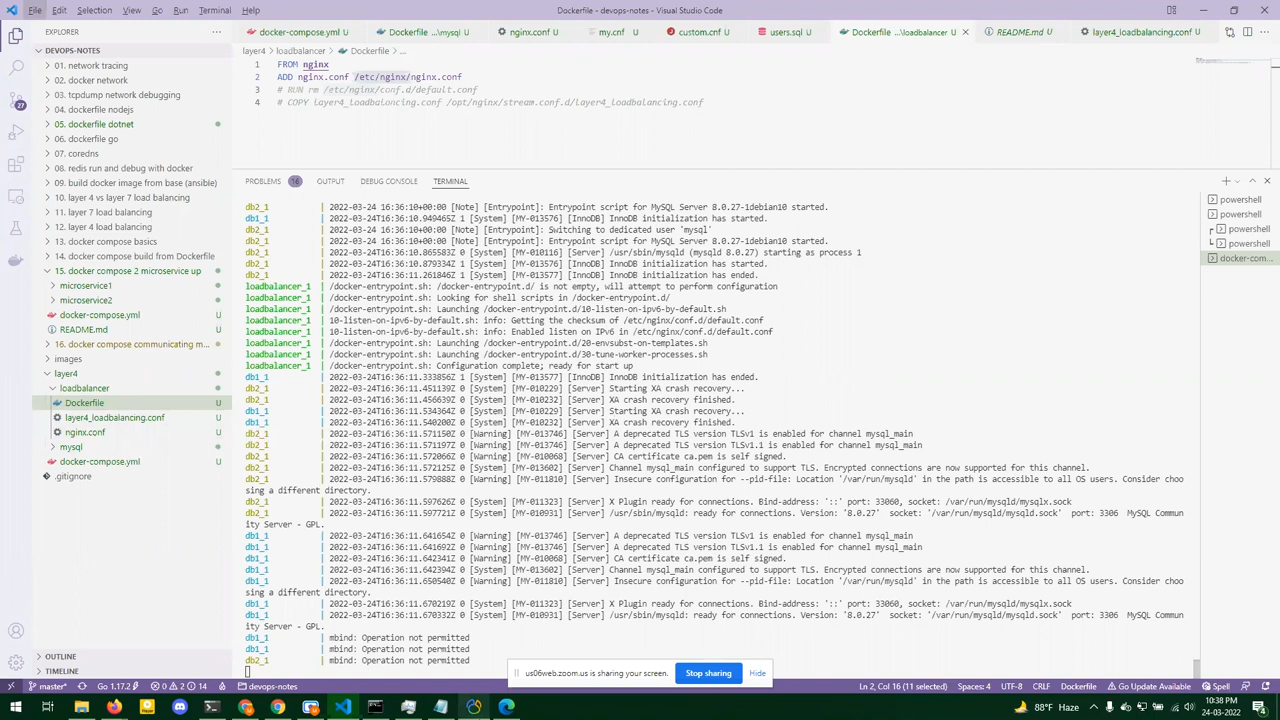 File Edit Selection View Go Run Terminal Help
Dockerfile - devops-notes - Visual Studio Code
EXPLORER
docker-compose.yml U
Dockerfile ...\mysql U
nginx.conf U
my.cnf U
custom.cnf U
users.sql U
Dockerfile ...\loadbalancer U
README.md U
layer4_loadbalancing.conf U
DEVOPS-NOTES
layer4 > loadbalancer > Dockerfile > ...
01. network tracing
02. docker network
03. tcpdump network debugging
04. dockerfile nodejs
05. dockerfile dotnet
06. dockerfile go
07. coredns
08. redis run and debug with docker
09. build docker image from base (ansible)
10. layer 4 vs layer 7 load balancing
11. layer 7 load balancing
12. layer 4 load balancing
13. docker compose basics
14. docker compose build from Dockerfile
15. docker compose 2 microservice up
microservice1
microservice2
docker-compose.yml U
README.md U
16. docker compose communicating m...
images
layer4
loadbalancer
Dockerfile U
layer4_loadbalancing.conf U
nginx.conf U
mysql
docker-compose.yml U
.gitignore
OUTLINE
TIMELINE
27
1 FROM nginx
2 ADD nginx.conf /etc/nginx/nginx.conf
3 # RUN rm /etc/nginx/conf.d/default.conf
4 # COPY layer4_loadbalancing.conf /opt/nginx/stream.conf.d/layer4_loadbalancing.conf
PROBLEMS 16 OUTPUT DEBUG CONSOLE TERMINAL
db2_1 | 2022-03-24 16:36:10+00:00 [Note] [Entrypoint]: Entrypoint script for MySQL Server 8.0.27-1debian10 started.
db1_1 | 2022-03-24T16:36:10.949465Z 1 [System] [MY-013576] [InnoDB] InnoDB initialization has started.
db2_1 | 2022-03-24 16:36:10+00:00 [Note] [Entrypoint]: Switching to dedicated user 'mysql'
db2_1 | 2022-03-24 16:36:10+00:00 [Note] [Entrypoint]: Entrypoint script for MySQL Server 8.0.27-1debian10 started.
db2_1 | 2022-03-24T16:36:10.865583Z 0 [System] [MY-010116] [Server] /usr/sbin/mysqld (mysqld 8.0.27) starting as process 1
db2_1 | 2022-03-24T16:36:10.879334Z 1 [System] [MY-013576] [InnoDB] InnoDB initialization has started.
db2_1 | 2022-03-24T16:36:11.261846Z 1 [System] [MY-013577] [InnoDB] InnoDB initialization has ended.
loadbalancer_1 | /docker-entrypoint.sh: /docker-entrypoint.d/ is not empty, will attempt to perform configuration
loadbalancer_1 | /docker-entrypoint.sh: Looking for shell scripts in /docker-entrypoint.d/
loadbalancer_1 | /docker-entrypoint.sh: Launching /docker-entrypoint.d/10-listen-on-ipv6-by-default.sh
loadbalancer_1 | 10-listen-on-ipv6-by-default.sh: info: Getting the checksum of /etc/nginx/conf.d/default.conf
loadbalancer_1 | 10-listen-on-ipv6-by-default.sh: info: Enabled listen on IPv6 in /etc/nginx/conf.d/default.conf
loadbalancer_1 | /docker-entrypoint.sh: Launching /docker-entrypoint.d/20-envsubst-on-templates.sh
loadbalancer_1 | /docker-entrypoint.sh: Launching /docker-entrypoint.d/30-tune-worker-processes.sh
loadbalancer_1 | /docker-entrypoint.sh: Configuration complete; ready for start up
db1_1 | 2022-03-24T16:36:11.333856Z 1 [System] [MY-013577] [InnoDB] InnoDB initialization has ended.
db2_1 | 2022-03-24T16:36:11.451139Z 0 [System] [MY-010229] [Server] Starting XA crash recovery...
db2_1 | 2022-03-24T16:36:11.456639Z 0 [System] [MY-010232] [Server] XA crash recovery finished.
db1_1 | 2022-03-24T16:36:11.534364Z 0 [System] [MY-010229] [Server] Starting XA crash recovery...
db1_1 | 2022-03-24T16:36:11.540200Z 0 [System] [MY-010232] [Server] XA crash recovery finished.
db2_1 | 2022-03-24T16:36:11.571150Z 0 [Warning] [MY-013746] [Server] A deprecated TLS version TLSv1 is enabled for channel mysql_main
db2_1 | 2022-03-24T16:36:11.571197Z 0 [Warning] [MY-013746] [Server] A deprecated TLS version TLSv1.1 is enabled for channel mysql_main
db2_1 | 2022-03-24T16:36:11.572066Z 0 [Warning] [MY-010068] [Server] CA certificate ca.pem is self signed.
db2_1 | 2022-03-24T16:36:11.572125Z 0 [System] [MY-013602] [Server] Channel mysql_main configured to support TLS. Encrypted connections are now supported for this channel.
db2_1 | 2022-03-24T16:36:11.579888Z 0 [Warning] [MY-011810] [Server] Insecure configuration for --pid-file: Location '/var/run/mysqld' in the path is accessible to all OS users. Consider choo
sing a different directory.
db2_1 | 2022-03-24T16:36:11.597626Z 0 [System] [MY-011323] [Server] X Plugin ready for connections. Bind-address: '::' port: 33060, socket: /var/run/mysqld/mysqlx.sock
db2_1 | 2022-03-24T16:36:11.597721Z 0 [System] [MY-010931] [Server] /usr/sbin/mysqld: ready for connections. Version: '8.0.27' socket: '/var/run/mysqld/mysqld.sock' port: 3306 MySQL Commun
ity Server - GPL.
db1_1 | 2022-03-24T16:36:11.641654Z 0 [Warning] [MY-013746] [Server] A deprecated TLS version TLSv1 is enabled for channel mysql_main
db1_1 | 2022-03-24T16:36:11.641692Z 0 [Warning] [MY-013746] [Server] A deprecated TLS version TLSv1.1 is enabled for channel mysql_main
db1_1 | 2022-03-24T16:36:11.642341Z 0 [Warning] [MY-010068] [Server] CA certificate ca.pem is self signed.
db1_1 | 2022-03-24T16:36:11.642394Z 0 [System] [MY-013602] [Server] Channel mysql_main configured to support TLS. Encrypted connections are now supported for this channel.
db1_1 | 2022-03-24T16:36:11.650540Z 0 [Warning] [MY-011810] [Server] Insecure configuration for --pid-file: Location '/var/run/mysqld' in the path is accessible to all OS users. Consider choo
sing a different directory.
db1_1 | 2022-03-24T16:36:11.670219Z 0 [System] [MY-011323] [Server] X Plugin ready for connections. Bind-address: '::' port: 33060, socket: /var/run/mysqld/mysqlx.sock
db1_1 | 2022-03-24T16:36:11.670332Z 0 [System] [MY-010931] [Server] /usr/sbin/mysqld: ready for connections. Version: '8.0.27' socket: '/var/run/mysqld/mysqld.sock' port: 3306 MySQL Commun
ity Server - GPL.
db1_1 | mbind: Operation not permitted
db1_1 | mbind: Operation not permitted
db2_1 | mbind: Operation not permitted
powershell
powershell
powershell
powershell
docker-com...
us06web.zoom.us is sharing your screen. Stop sharing Hide
master* Go 1.17.2 0 2 14 devops-notes
Ln 2, Col 16 (11 selected) Spaces: 4 UTF-8 CRLF Dockerfile Go Update Available Spell
88°F Haze
10:38 PM
24-03-2022
4